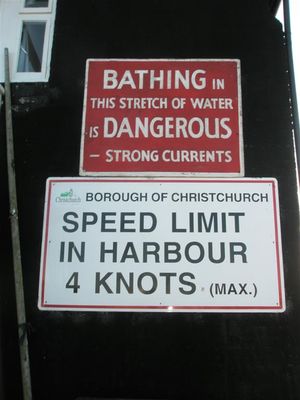 BATHING IN
THIS STRETCH OF WATER
IS DANGEROUS
– STRONG CURRENTS
Christchurch
BOROUGH OF CHRISTCHURCH
SPEED LIMIT
IN HARBOUR
4 KNOTS (MAX.)